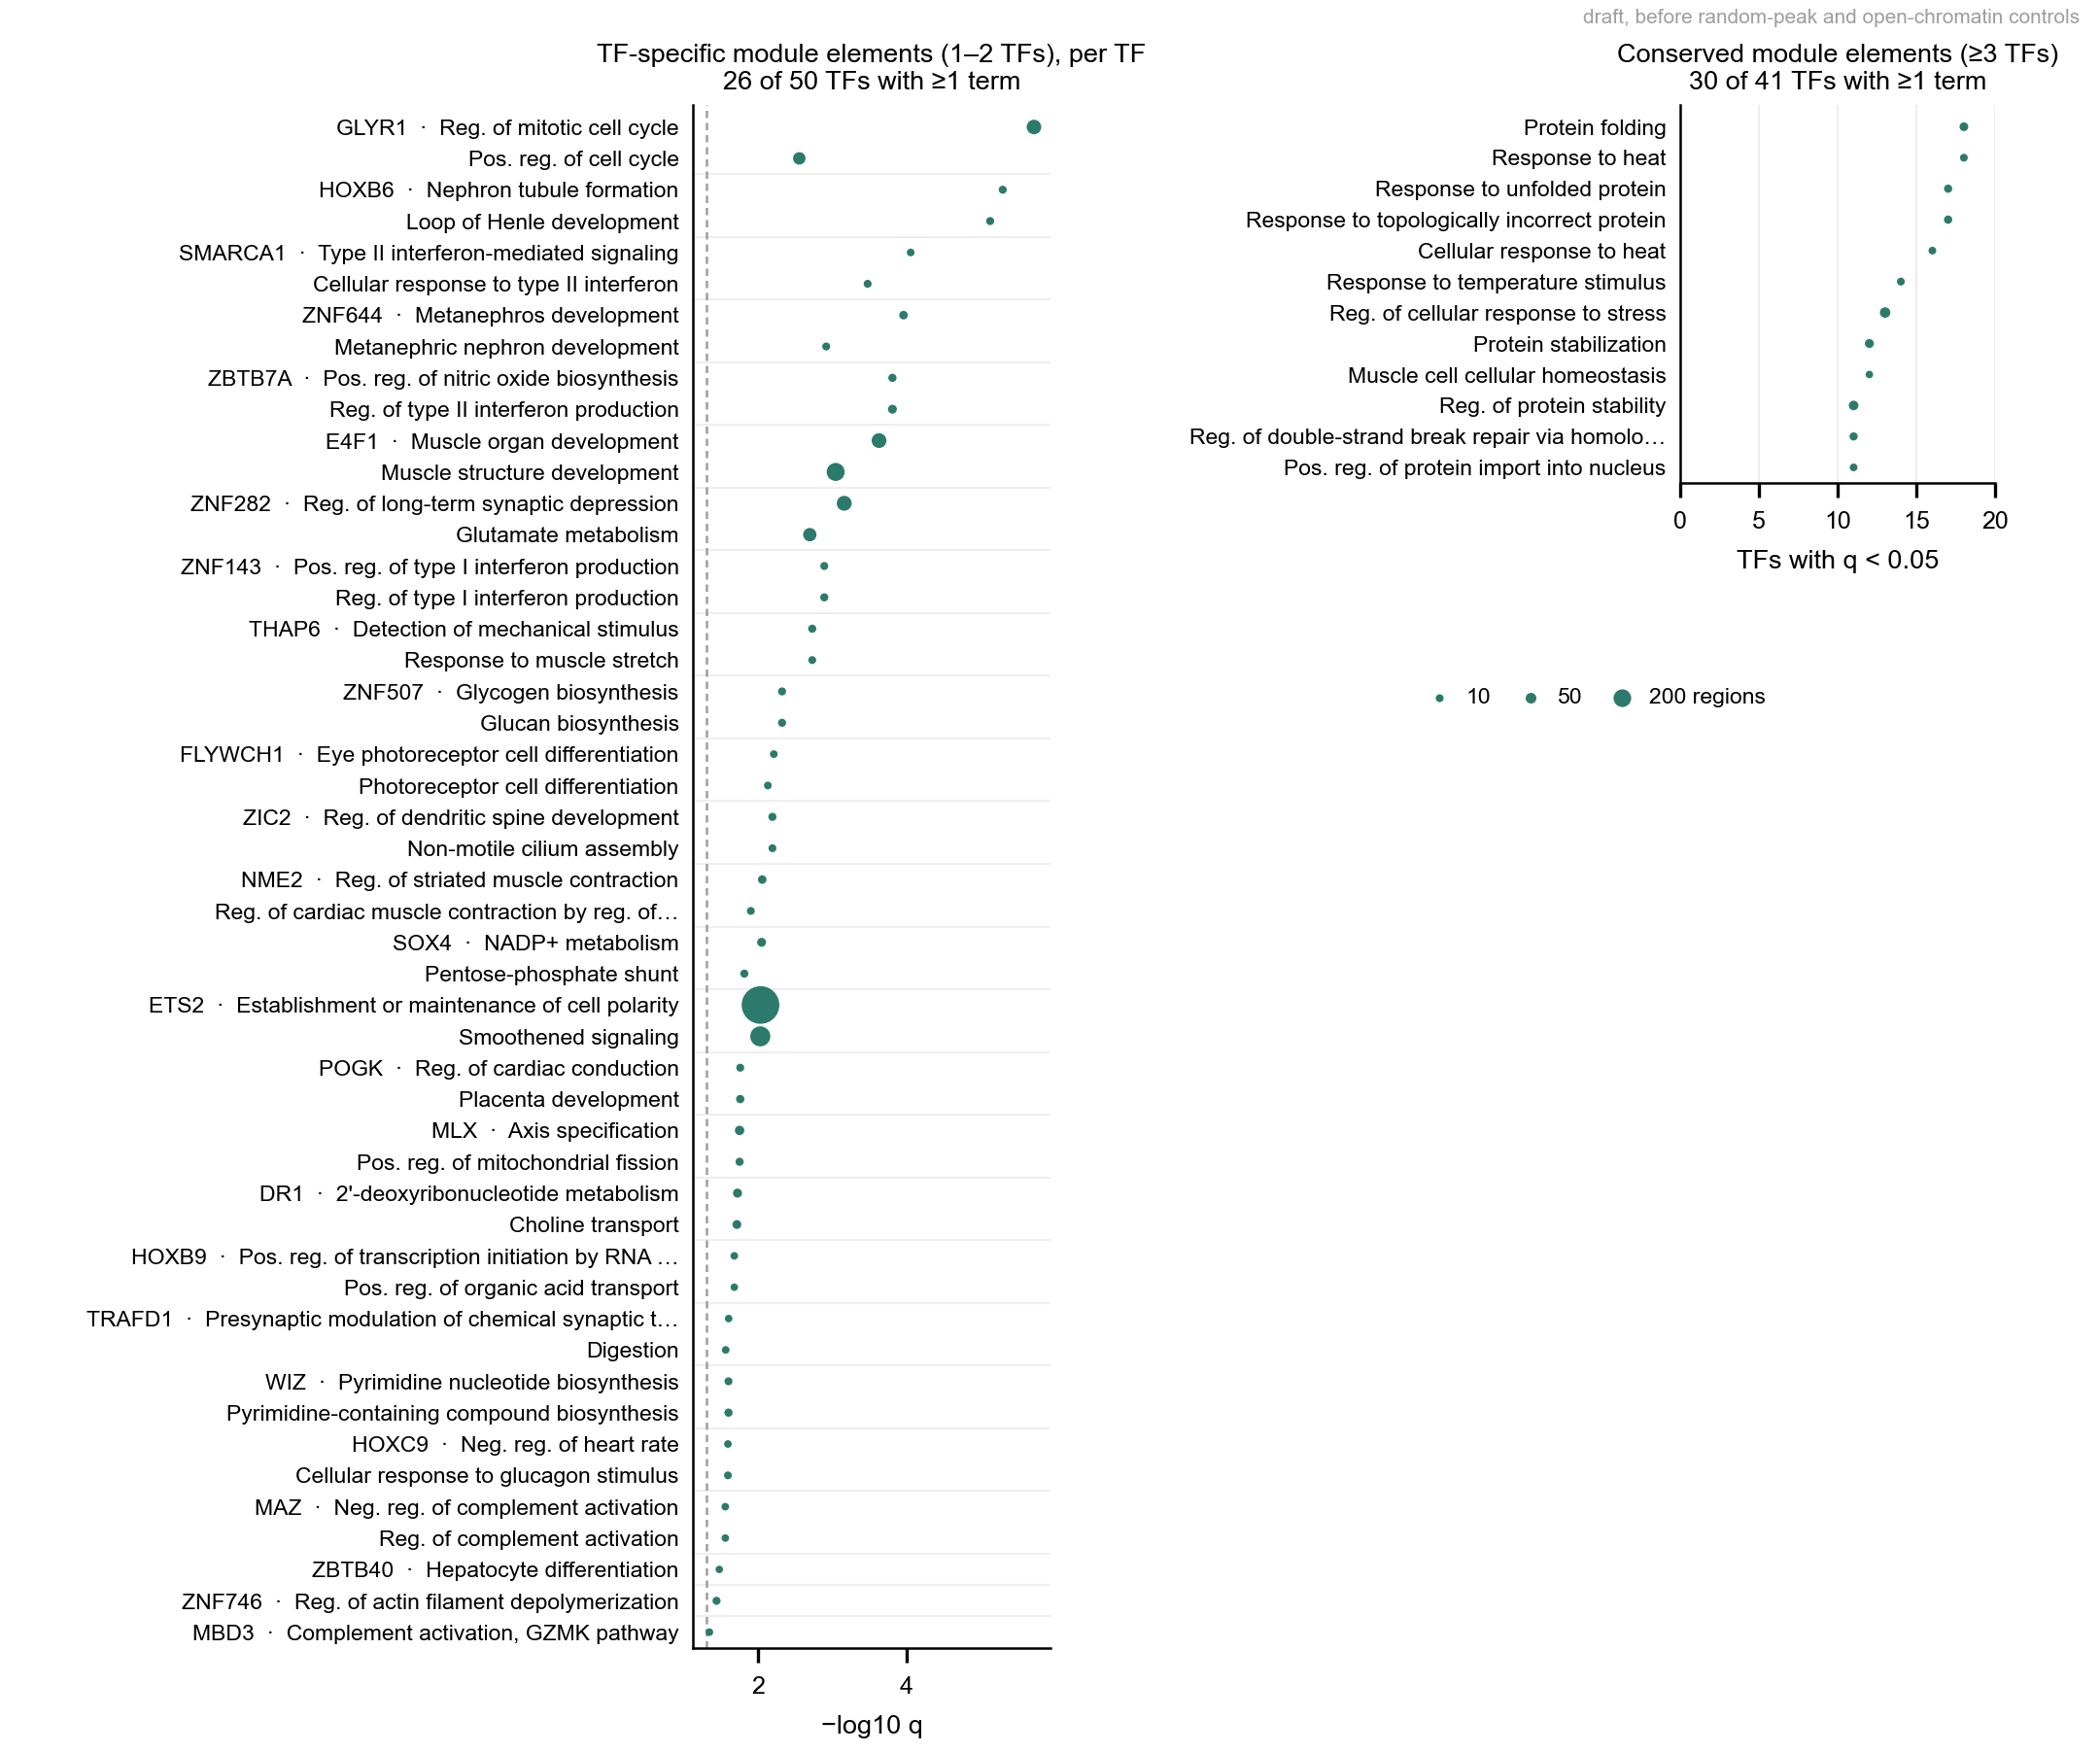 draft, before random-peak and open-chromatin controls
TF-specific module elements (1–2 TFs), per TF
26 of 50 TFs with ≥1 term
GLYR1 · Reg. of mitotic cell cycle
Pos. reg. of cell cycle
HOXB6 · Nephron tubule formation
Loop of Henle development
SMARCA1 · Type II interferon-mediated signaling
Cellular response to type II interferon
ZNF644 · Metanephros development
Metanephric nephron development
ZBTB7A · Pos. reg. of nitric oxide biosynthesis
Reg. of type II interferon production
E4F1 · Muscle organ development
Muscle structure development
ZNF282 · Reg. of long-term synaptic depression
Glutamate metabolism
ZNF143 · Pos. reg. of type I interferon production
Reg. of type I interferon production
THAP6 · Detection of mechanical stimulus
Response to muscle stretch
ZNF507 · Glycogen biosynthesis
Glucan biosynthesis
FLYWCH1 · Eye photoreceptor cell differentiation
Photoreceptor cell differentiation
ZIC2 · Reg. of dendritic spine development
Non-motile cilium assembly
NME2 · Reg. of striated muscle contraction
Reg. of cardiac muscle contraction by reg. of…
SOX4 · NADP+ metabolism
Pentose-phosphate shunt
ETS2 · Establishment or maintenance of cell polarity
Smoothened signaling
POGK · Reg. of cardiac conduction
Placenta development
MLX · Axis specification
Pos. reg. of mitochondrial fission
DR1 · 2'-deoxyribonucleotide metabolism
Choline transport
HOXB9 · Pos. reg. of transcription initiation by RNA …
Pos. reg. of organic acid transport
TRAFD1 · Presynaptic modulation of chemical synaptic t…
Digestion
WIZ · Pyrimidine nucleotide biosynthesis
Pyrimidine-containing compound biosynthesis
HOXC9 · Neg. reg. of heart rate
Cellular response to glucagon stimulus
MAZ · Neg. reg. of complement activation
Reg. of complement activation
ZBTB40 · Hepatocyte differentiation
ZNF746 · Reg. of actin filament depolymerization
MBD3 · Complement activation, GZMK pathway
2 4
−log10 q
Conserved module elements (≥3 TFs)
30 of 41 TFs with ≥1 term
Protein folding
Response to heat
Response to unfolded protein
Response to topologically incorrect protein
Cellular response to heat
Response to temperature stimulus
Reg. of cellular response to stress
Protein stabilization
Muscle cell cellular homeostasis
Reg. of protein stability
Reg. of double-strand break repair via homolo…
Pos. reg. of protein import into nucleus
0 5 10 15 20
TFs with q < 0.05
10 50 200 regions